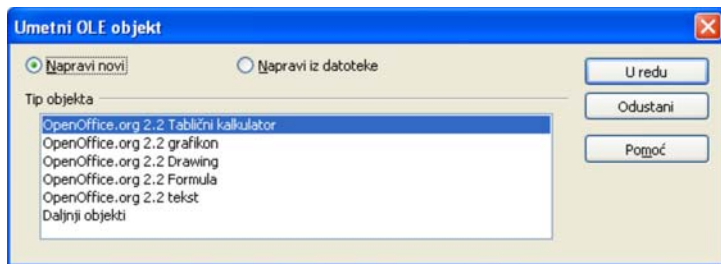 Umetni OLE objekt
Napravi novi
Napravi iz datoteke
U redu
Tip objekta
Odustani
OpenOffice.org 2.2 Tablični kalkulator
OpenOffice.org 2.2 grafikon
Pomoć
OpenOffice.org 2.2 Drawing
OpenOffice.org 2.2 Formula
OpenOffice.org 2.2 tekst
Daljnji objekti